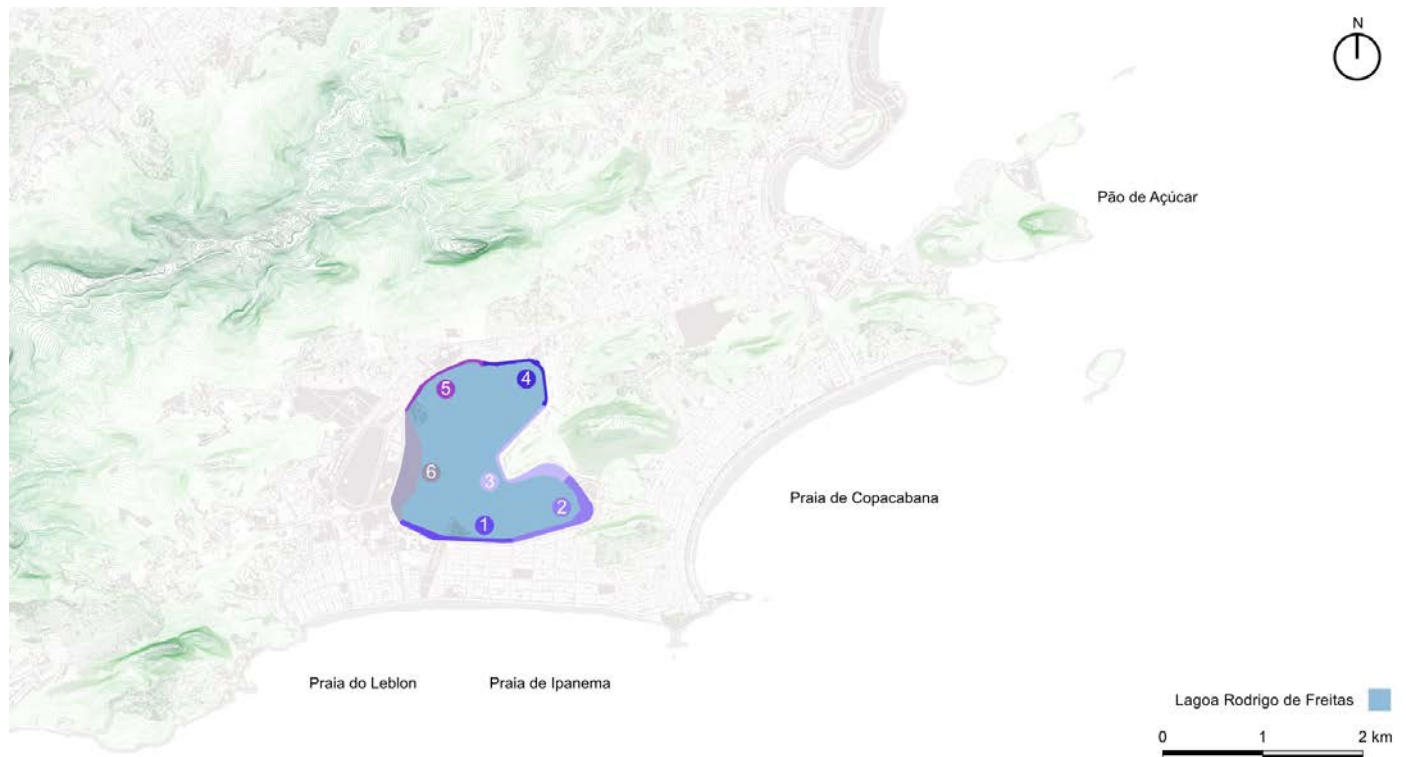 N
Pão de Açúcar
5
4
6
3
2
1
Praia de Copacabana
Praia do Leblon
Praia de Ipanema
Lagoa Rodrigo de Freitas
0 1 2 km